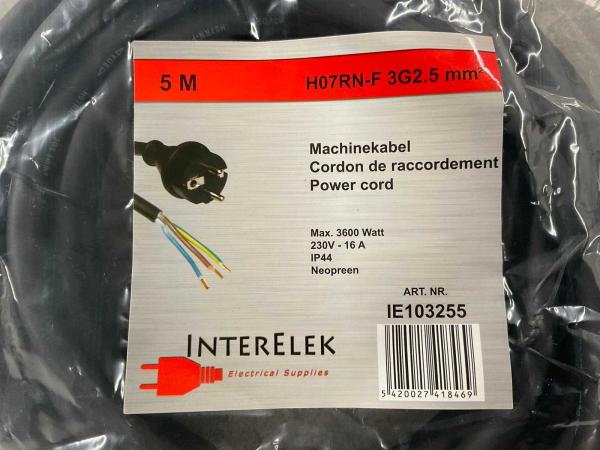 5 M
H07RN-F 3G2.5 mm²
Machinekabel
Cordon de raccordement
Power cord
Max. 3600 Watt
230V - 16 A
IP44
Neopreen
ART. NR.
IE103255
INTERELEK
Electrical Supplies
5 420027 418469